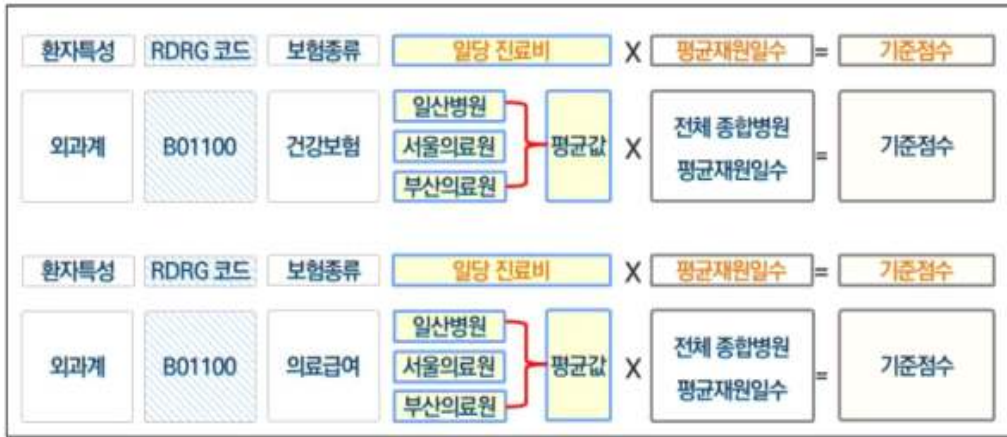 환자특성 RDRG 코드 보험종류 일당 진료비 X 평균재원일수 = 기준점수
일산병원
외과계 B01100 건강보험 서울의료원 평균값 X 전체 종합병원 평균재원일수 = 기준점수
부산의료원
환자특성 RDRG 코드 보험종류 일당 진료비 X 평균재원일수 = 기준점수
일산병원
외과계 B01100 의료급여 서울의료원 평균값 X 전체 종합병원 평균재원일수 = 기준점수
부산의료원